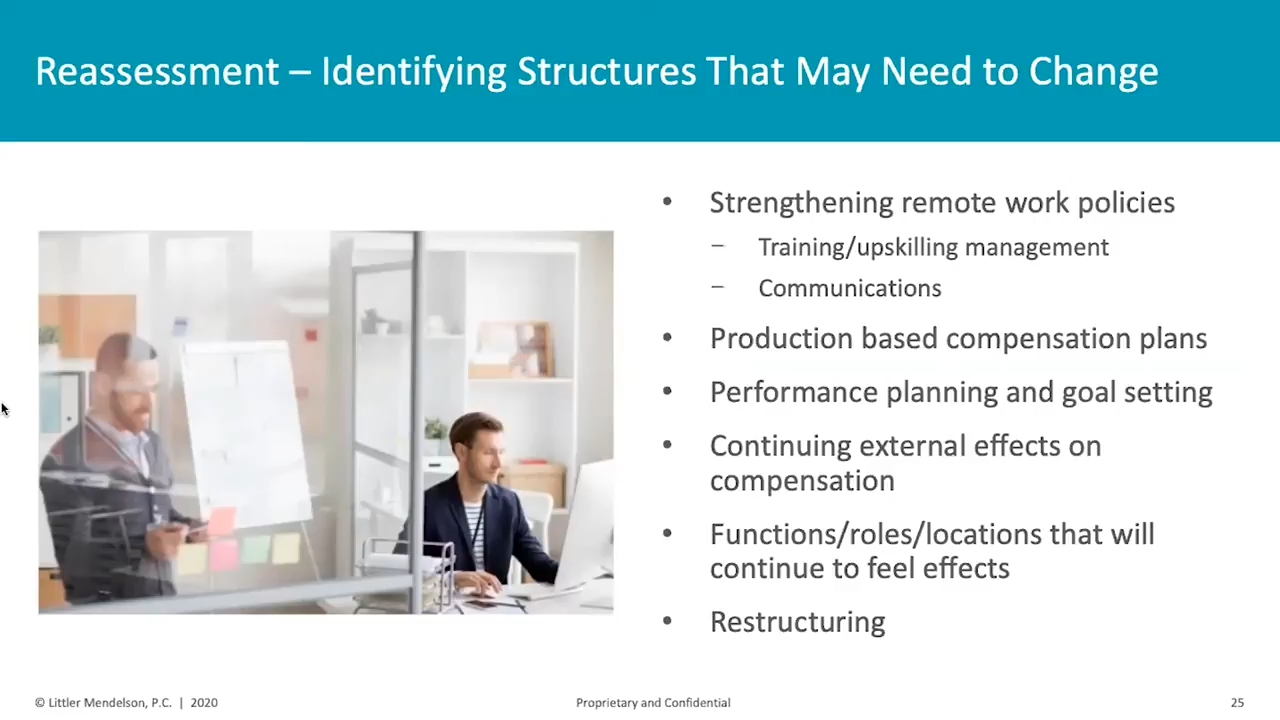 Reassessment – Identifying Structures That May Need to Change
• Strengthening remote work policies
– Training/upskilling management
– Communications
• Production based compensation plans
• Performance planning and goal setting
• Continuing external effects on
compensation
• Functions/roles/locations that will
continue to feel effects
• Restructuring
© Littler Mendelson, P.C. | 2020
Proprietary and Confidential
25